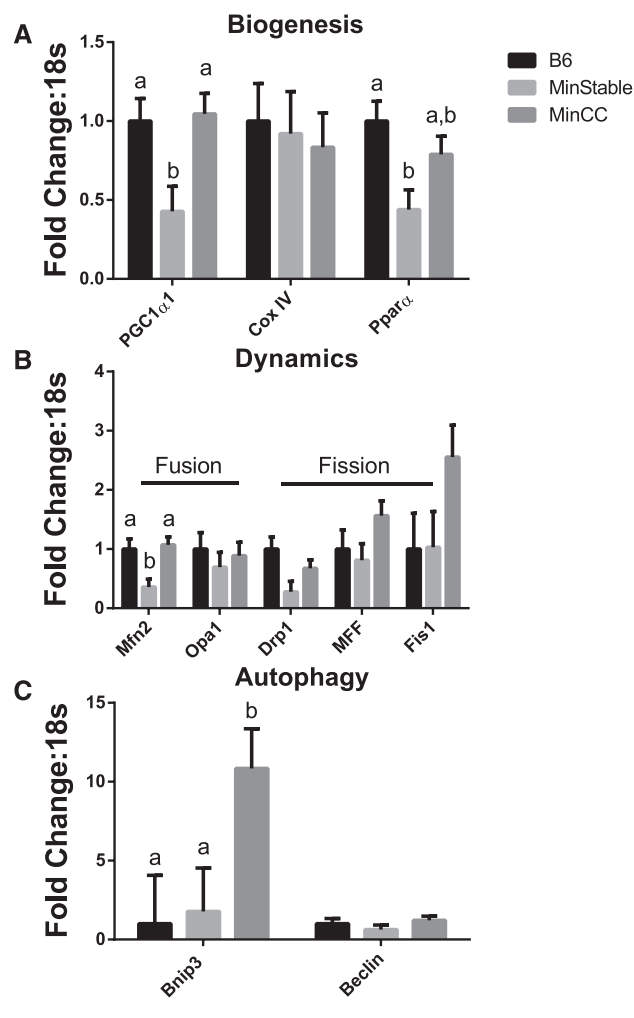 A
Biogenesis
Fold Change:18s
1.5
1.0
0.5
0.0
a
b
a
a
b
a,b
PGC1α1
Cox IV
Pparα
B6
MinStable
MinCC
B
Dynamics
Fold Change:18s
4
3
2
1
0
Fusion
Fission
a
b
a
Mfn2
Opa1
Drp1
MFF
Fis1
C
Autophagy
Fold Change:18s
15
10
5
0
a
a
b
Bnip3
Beclin